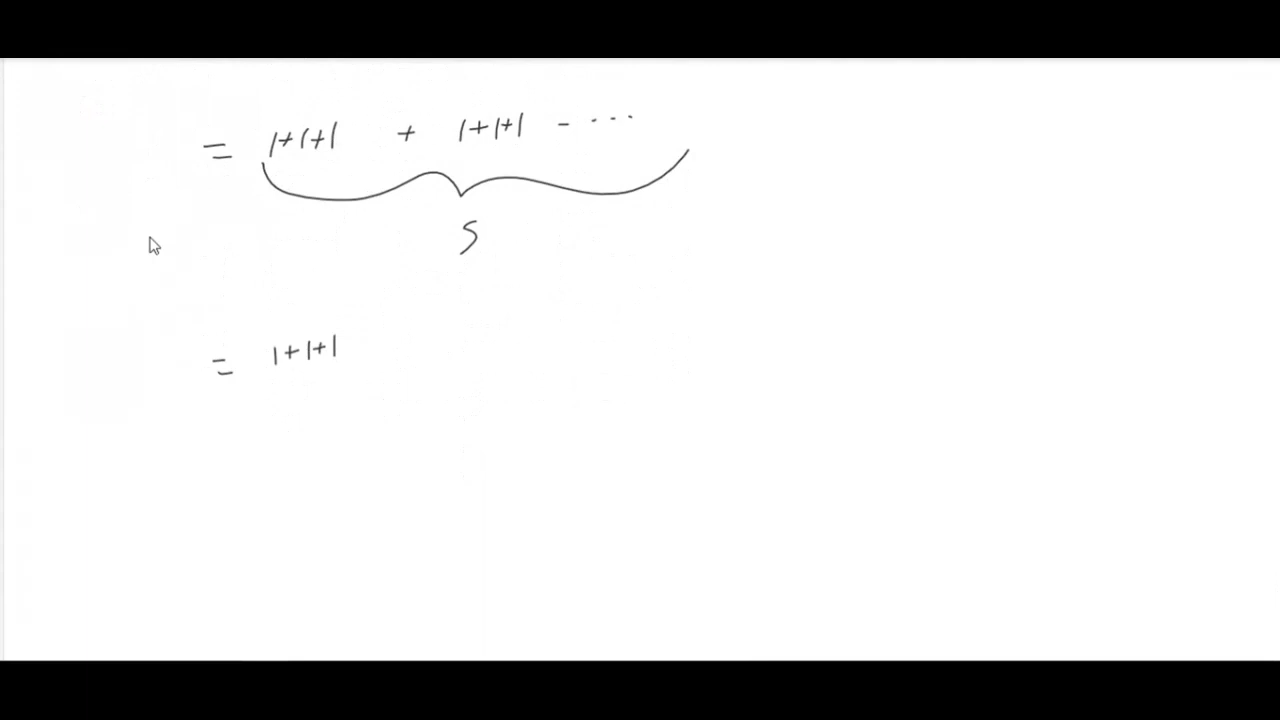 = 1+1+1 + 1+1+1 - ...
S
= 1+1+1